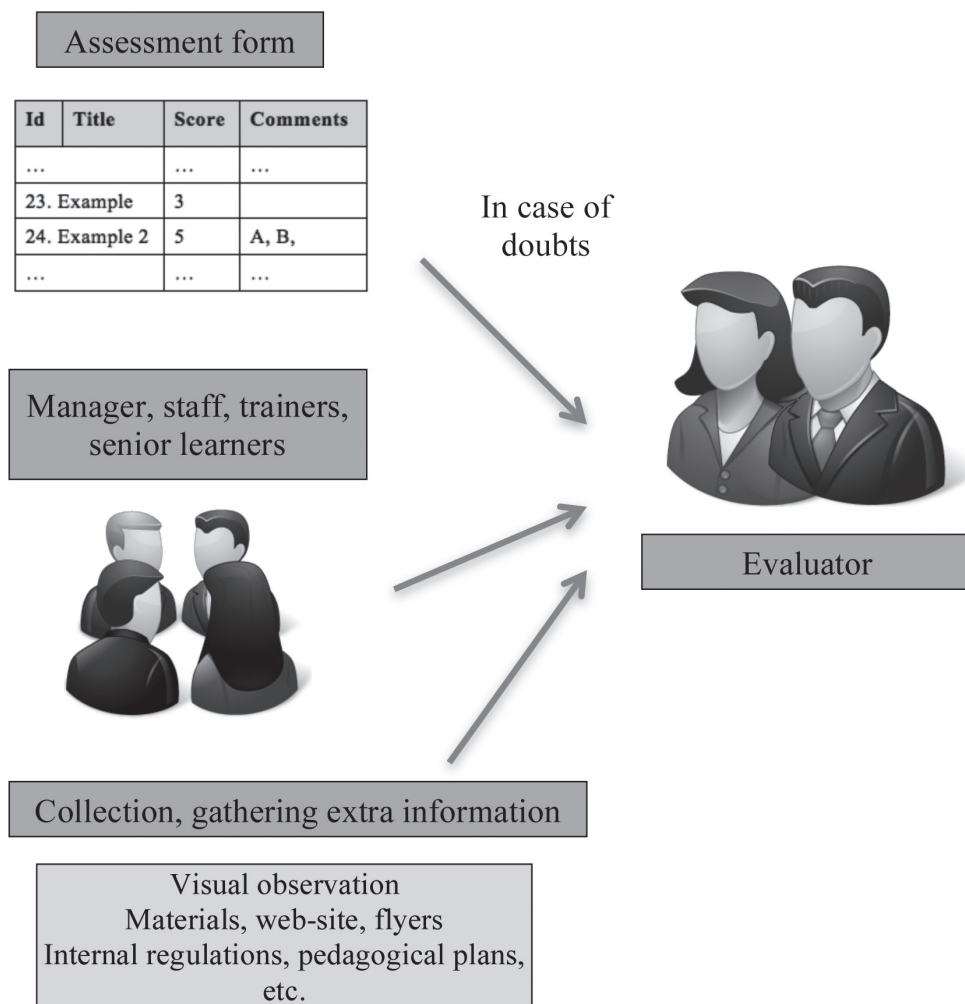 Assessment form
Id Title Score Comments
... ... ...
23. Example 3
24. Example 2 5 A, B,
... ... ...
In case of
doubts
Manager, staff, trainers,
senior learners
Evaluator
Collection, gathering extra information
Visual observation
Materials, web-site, flyers
Internal regulations, pedagogical plans,
etc.